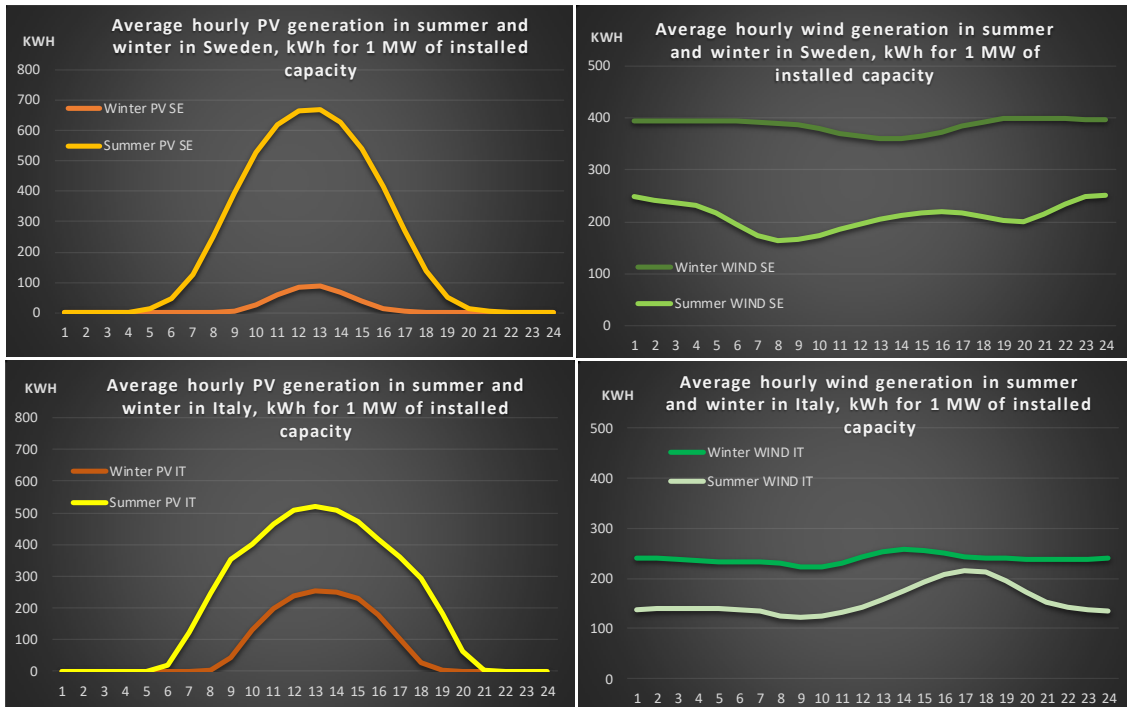 KWH
Average hourly PV generation in summer and
winter in Sweden, kWh for 1 MW of installed
capacity
800
700
600
500
400
300
200
100
0
Winter PV SE
Summer PV SE
1 2 3 4 5 6 7 8 9 10 11 12 13 14 15 16 17 18 19 20 21 22 23 24
KWH
Average hourly wind generation in summer
and winter in Sweden, kWh for 1 MW of
installed capacity
500
400
300
200
100
0
Winter WIND SE
Summer WIND SE
1 2 3 4 5 6 7 8 9 10 11 12 13 14 15 16 17 18 19 20 21 22 23 24
KWH
Average hourly PV generation in summer and
winter in Italy, kWh for 1 MW of installed
capacity
800
700
600
500
400
300
200
100
0
Winter PV IT
Summer PV IT
1 2 3 4 5 6 7 8 9 10 11 12 13 14 15 16 17 18 19 20 21 22 23 24
KWH
Average hourly wind generation in summer
and winter in Italy, kWh for 1 MW of installed
capacity
500
400
300
200
100
0
Winter WIND IT
Summer WIND IT
1 2 3 4 5 6 7 8 9 10 11 12 13 14 15 16 17 18 19 20 21 22 23 24